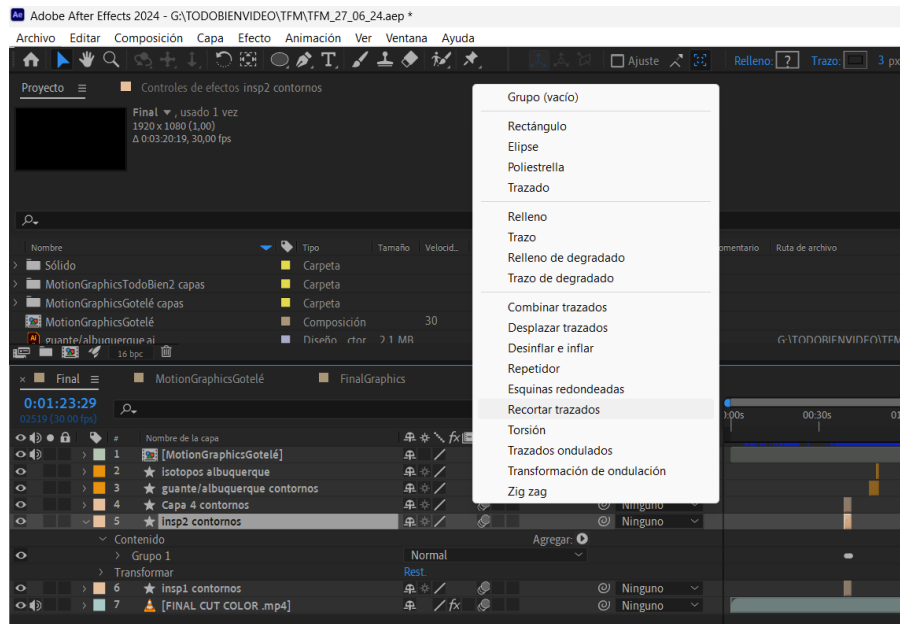 Adobe After Effects 2024 - G:\TODOBIENVIDEO\TFM\TFM_27_06_24.aep *
Archivo Editar Composición Capa Efecto Animación Ver Ventana Ayuda
Ajuste Relleno: ? Trazo: 3 px
Proyecto Controles de efectos insp2 contornos
Final , usado 1 vez
1920 x 1080 (1,00)
Δ 0:03:20:19, 30,00 fps
Grupo (vacío)
Rectángulo
Elipse
Poliestrella
Trazado
Relleno
Trazo
Relleno de degradado
Trazo de degradado
Combinar trazados
Desplazar trazados
Desinflar e inflar
Repetidor
Esquinas redondeadas
Recortar trazados
Torsión
Trazados ondulados
Transformación de ondulación
Zig zag
Nombre Tipo Tamaño Velocid... omentario Ruta de archivo
Sólido Carpeta
MotionGraphicsTodoBien2 capas Carpeta
MotionGraphicsGotelé capas Carpeta
MotionGraphicsGotelé Composición 30
guante/albuquerque.ai Diseño ctor 2,1 MB G:\TODOBIENVIDEO\TFM
16 bpc
× Final MotionGraphicsGotelé FinalGraphics
0:01:23:29
02519 (30.00 fps)
:00s 00:30s 01
# Nombre de la capa
1 [MotionGraphicsGotelé]
2 isotopos albuquerque
3 guante/albuquerque contornos
4 Capa 4 contornos Ninguno
5 insp2 contornos Ninguno
Contenido Agregar:
Grupo 1 Normal
Transformar Rest.
6 insp1 contornos Ninguno
7 [FINAL CUT COLOR .mp4] Ninguno